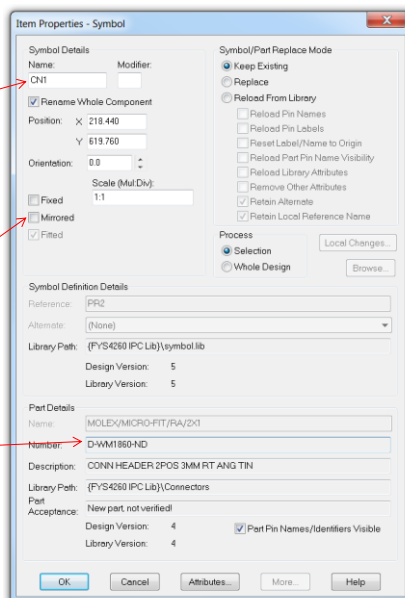 Item Properties - Symbol
Symbol Details
Name: Modifier:
CN1
Rename Whole Component
Position: X 218.440
Y 619.760
Orientation: 0.0
Scale (Mul:Div):
1:1
Fixed
Mirrored
Fitted
Symbol/Part Replace Mode
Keep Existing
Replace
Reload From Library
Reload Pin Names
Reload Pin Labels
Reset Label/Name to Origin
Reload Part Pin Name Visibility
Reload Library Attributes
Remove Other Attributes
Retain Alternate
Retain Local Reference Name
Process
Selection
Whole Design
Local Changes...
Browse...
Symbol Definition Details
Reference: PR2
Alternate: (None)
Library Path: {FYS4260 IPC Lib}\symbol.lib
Design Version: 5
Library Version: 5
Part Details
Name: MOLEX/MICRO-FIT/RA/2X1
Number: D-WM1860-ND
Description: CONN HEADER 2POS 3MM RT ANG TIN
Library Path: {FYS4260 IPC Lib}\Connectors
Part
Acceptance: New part, not verified!
Design Version: 4
Library Version: 4
Part Pin Names/Identifiers Visible
OK Cancel Attributes... More... Help